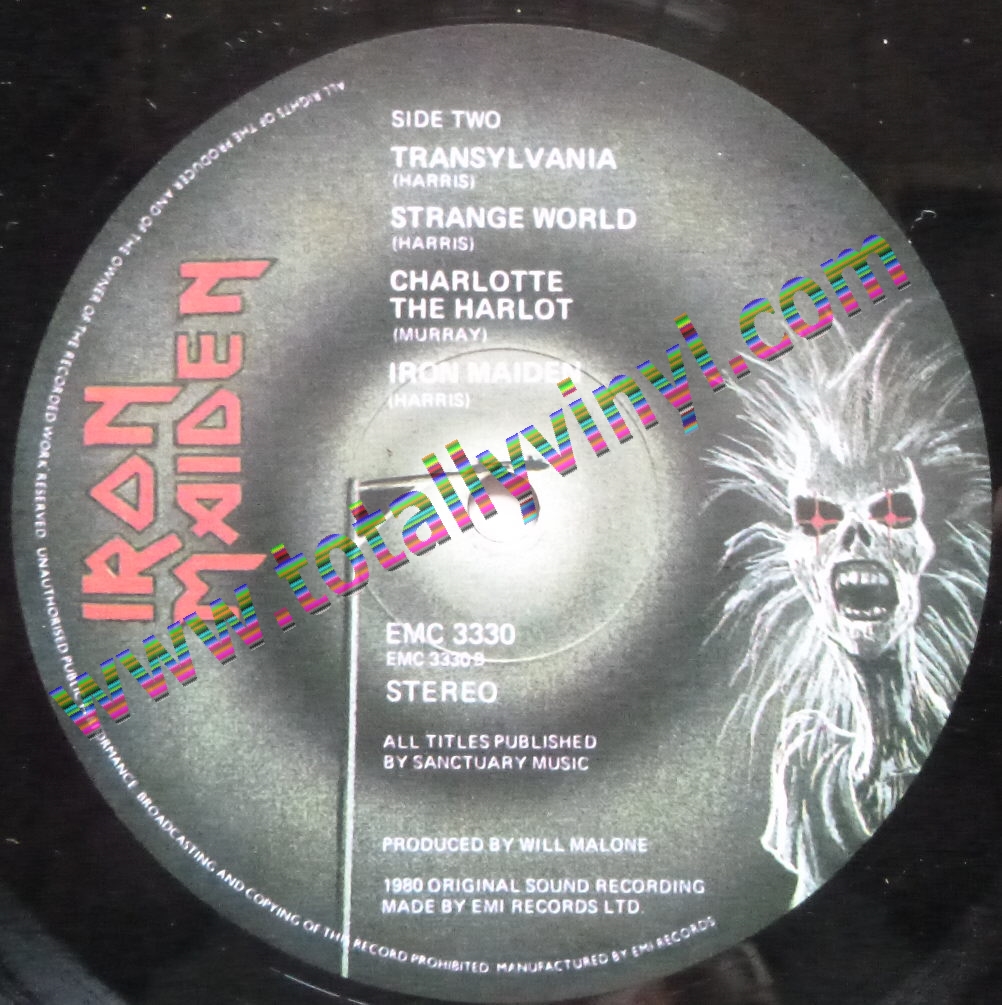 SIDE TWO
TRANSYLVANIA
(HARRIS)
STRANGE WORLD
(HARRIS)
CHARLOTTE
THE HARLOT
(MURRAY)
IRON MAIDEN
(HARRIS)
IRON
MAIDEN
www.totallyvinyl.com
EMC 3330
EMC 3330 B
STEREO
ALL TITLES PUBLISHED
BY SANCTUARY MUSIC
PRODUCED BY WILL MALONE
1980 ORIGINAL SOUND RECORDING
MADE BY EMI RECORDS LTD.
ALL RIGHTS OF THE PRODUCER AND OF THE OWNER OF THE RECORDED WORK RESERVED UNAUTHORISED PUBLIC PERFORMANCE BROADCASTING AND COPYING OF THE RECORD PROHIBITED MANUFACTURED BY EMI RECORDS